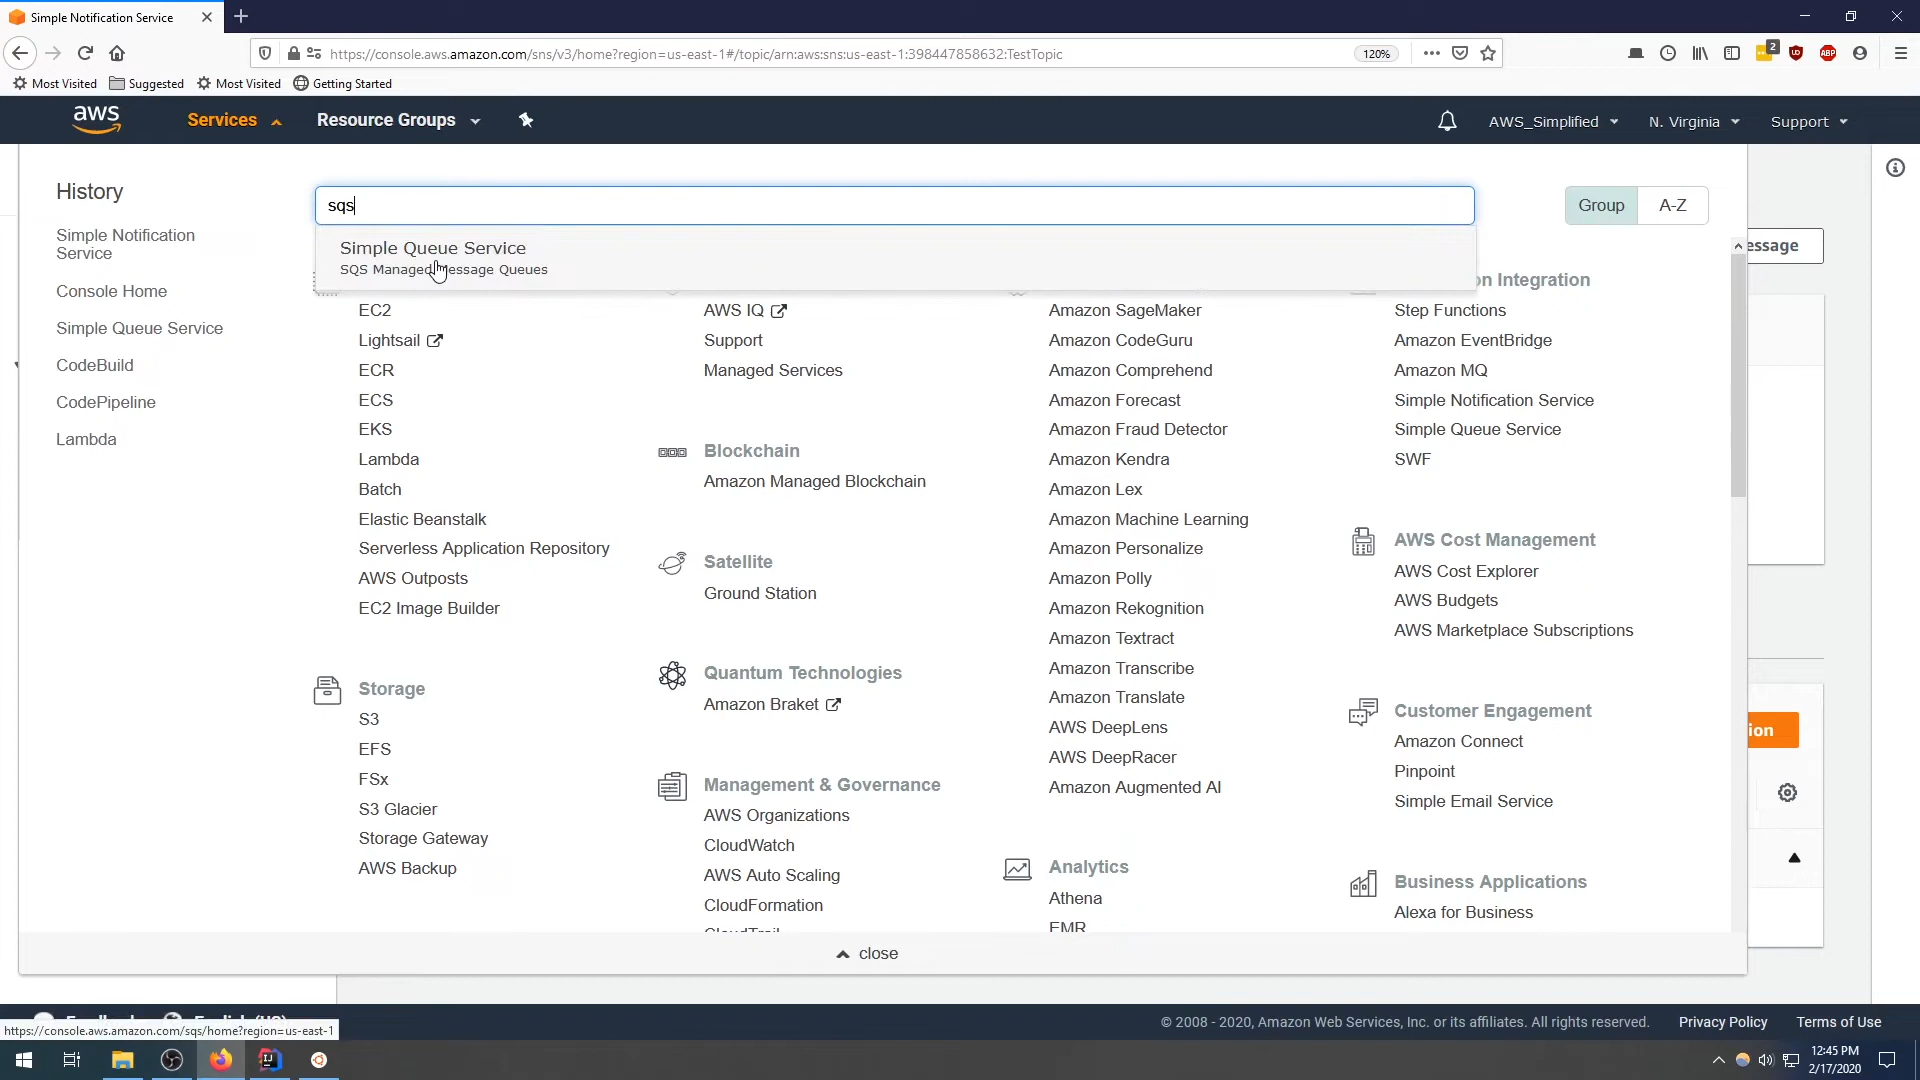 Simple Notification Service
https://console.aws.amazon.com/sns/v3/home?region=us-east-1#/topic/arn:aws:sns:us-east-1:398447858632:TestTopic
120%
2
Most Visited
Suggested
Most Visited
Getting Started
aws
Services
Resource Groups
AWS_Simplified
N. Virginia
Support
History
Simple Notification
Service
Console Home
Simple Queue Service
CodeBuild
CodePipeline
Lambda
sqs
Group
A-Z
Simple Queue Service
SQS Managed Message Queues
EC2
Lightsail
ECR
ECS
EKS
Lambda
Batch
Elastic Beanstalk
Serverless Application Repository
AWS Outposts
EC2 Image Builder
Storage
S3
EFS
FSx
S3 Glacier
Storage Gateway
AWS Backup
AWS IQ
Support
Managed Services
Blockchain
Amazon Managed Blockchain
Satellite
Ground Station
Quantum Technologies
Amazon Braket
Management & Governance
AWS Organizations
CloudWatch
AWS Auto Scaling
CloudFormation
CloudTrail
Amazon SageMaker
Amazon CodeGuru
Amazon Comprehend
Amazon Forecast
Amazon Fraud Detector
Amazon Kendra
Amazon Lex
Amazon Machine Learning
Amazon Personalize
Amazon Polly
Amazon Rekognition
Amazon Textract
Amazon Transcribe
Amazon Translate
AWS DeepLens
AWS DeepRacer
Amazon Augmented AI
Analytics
Athena
EMR
on Integration
Step Functions
Amazon EventBridge
Amazon MQ
Simple Notification Service
Simple Queue Service
SWF
AWS Cost Management
AWS Cost Explorer
AWS Budgets
AWS Marketplace Subscriptions
Customer Engagement
Amazon Connect
Pinpoint
Simple Email Service
Business Applications
Alexa for Business
essage
ion
close
https://console.aws.amazon.com/sqs/home?region=us-east-1
© 2008 - 2020, Amazon Web Services, Inc. or its affiliates. All rights reserved.
Privacy Policy
Terms of Use
12:45 PM
2/17/2020